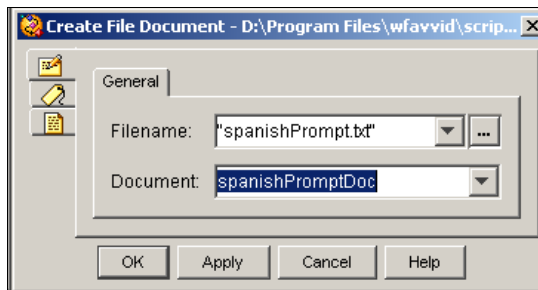 Create File Document - D:\Program Files\wfavvid\scrip...
General
Filename: "spanishPrompt.txt" ...
Document: spanishPromptDoc
OK Apply Cancel Help